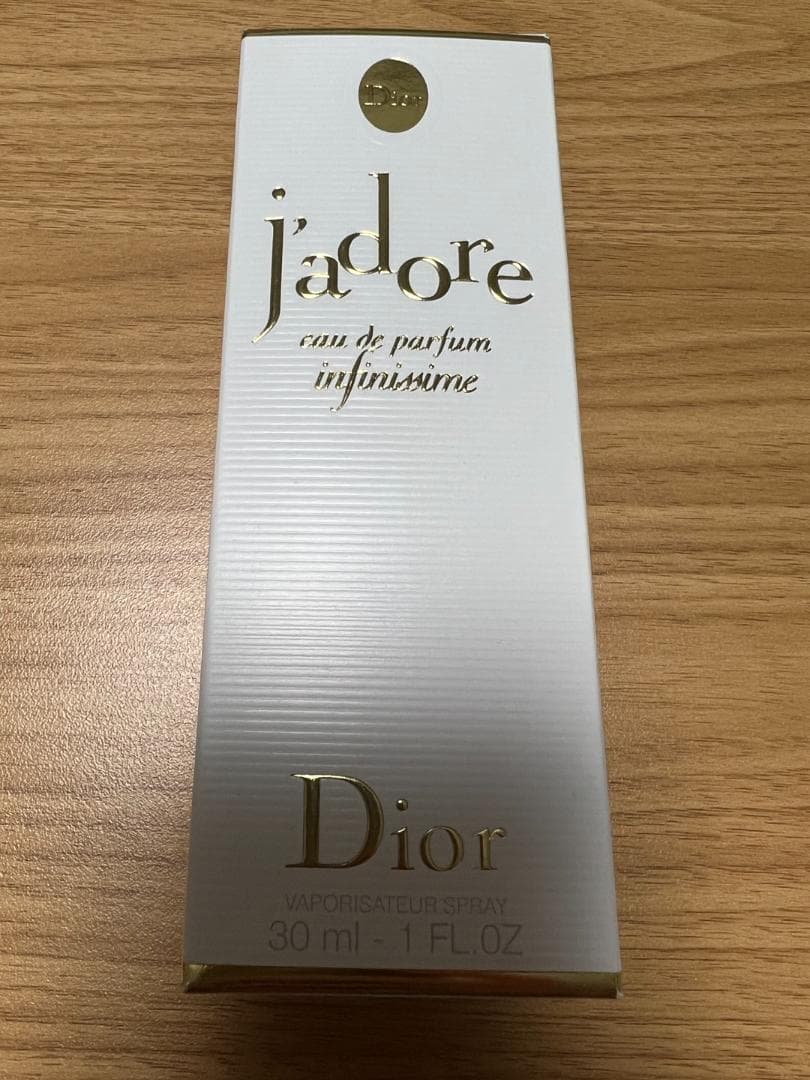 Dior
j'adore
eau de parfum
infinissime
Dior
VAPORISATEUR SPRAY
30 ml - 1 FL.OZ